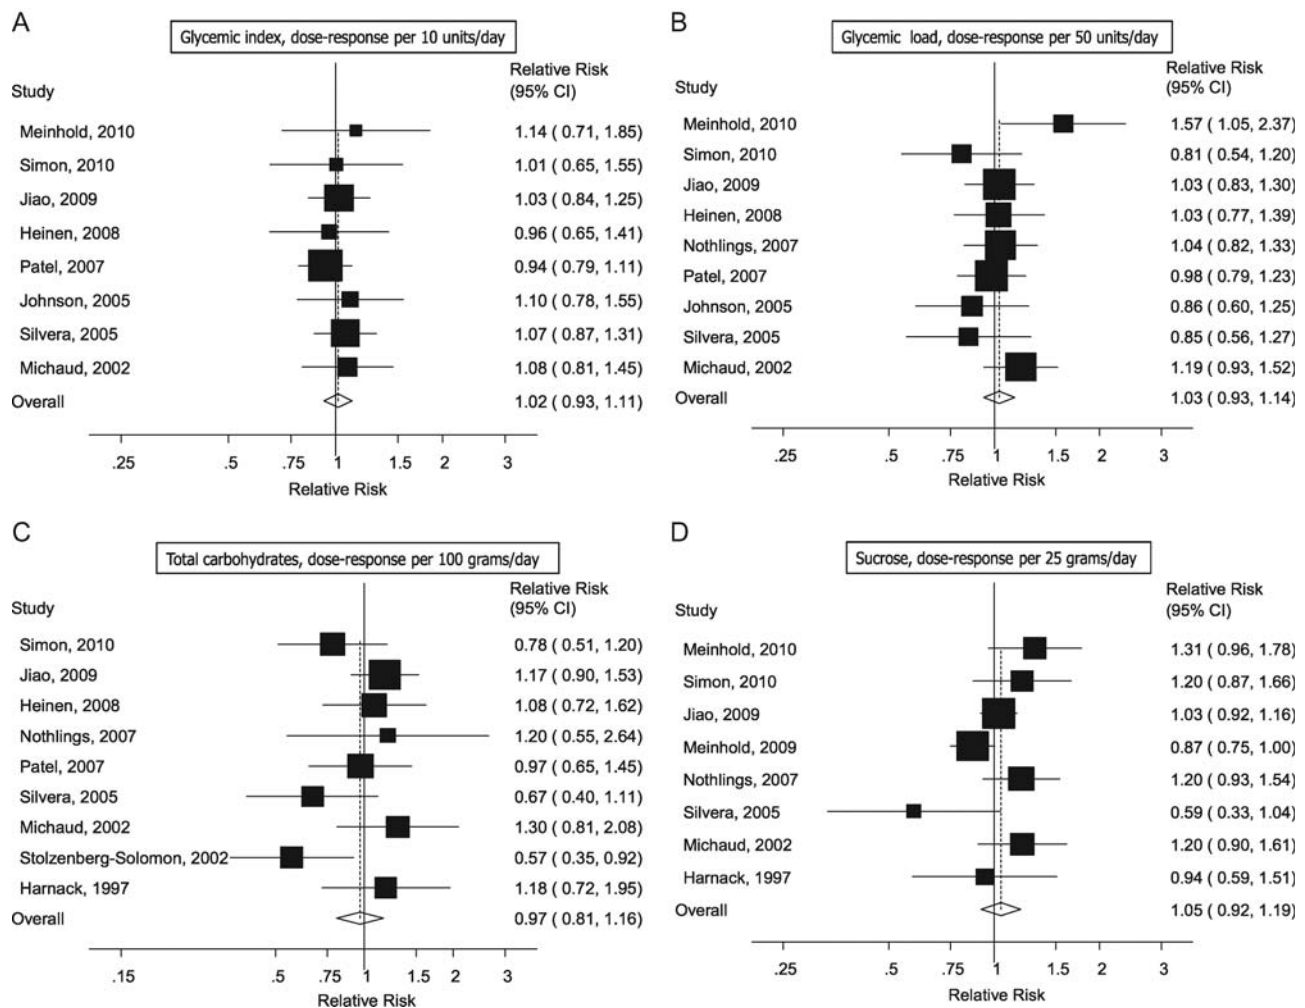 A
Glycemic index, dose-response per 10 units/day
Relative Risk
Study (95% CI)
Meinhold, 2010 1.14 ( 0.71, 1.85)
Simon, 2010 1.01 ( 0.65, 1.55)
Jiao, 2009 1.03 ( 0.84, 1.25)
Heinen, 2008 0.96 ( 0.65, 1.41)
Patel, 2007 0.94 ( 0.79, 1.11)
Johnson, 2005 1.10 ( 0.78, 1.55)
Silvera, 2005 1.07 ( 0.87, 1.31)
Michaud, 2002 1.08 ( 0.81, 1.45)
Overall 1.02 ( 0.93, 1.11)
.25 .5 .75 1 1.5 2 3
Relative Risk
B
Glycemic load, dose-response per 50 units/day
Relative Risk
Study (95% CI)
Meinhold, 2010 1.57 ( 1.05, 2.37)
Simon, 2010 0.81 ( 0.54, 1.20)
Jiao, 2009 1.03 ( 0.83, 1.30)
Heinen, 2008 1.03 ( 0.77, 1.39)
Nothlings, 2007 1.04 ( 0.82, 1.33)
Patel, 2007 0.98 ( 0.79, 1.23)
Johnson, 2005 0.86 ( 0.60, 1.25)
Silvera, 2005 0.85 ( 0.56, 1.27)
Michaud, 2002 1.19 ( 0.93, 1.52)
Overall 1.03 ( 0.93, 1.14)
.25 .5 .75 1 1.5 2 3
Relative Risk
C
Total carbohydrates, dose-response per 100 grams/day
Relative Risk
Study (95% CI)
Simon, 2010 0.78 ( 0.51, 1.20)
Jiao, 2009 1.17 ( 0.90, 1.53)
Heinen, 2008 1.08 ( 0.72, 1.62)
Nothlings, 2007 1.20 ( 0.55, 2.64)
Patel, 2007 0.97 ( 0.65, 1.45)
Silvera, 2005 0.67 ( 0.40, 1.11)
Michaud, 2002 1.30 ( 0.81, 2.08)
Stolzenberg-Solomon, 2002 0.57 ( 0.35, 0.92)
Harnack, 1997 1.18 ( 0.72, 1.95)
Overall 0.97 ( 0.81, 1.16)
.15 .5 .75 1 1.5 2 3
Relative Risk
D
Sucrose, dose-response per 25 grams/day
Relative Risk
Study (95% CI)
Meinhold, 2010 1.31 ( 0.96, 1.78)
Simon, 2010 1.20 ( 0.87, 1.66)
Jiao, 2009 1.03 ( 0.92, 1.16)
Meinhold, 2009 0.87 ( 0.75, 1.00)
Nothlings, 2007 1.20 ( 0.93, 1.54)
Silvera, 2005 0.59 ( 0.33, 1.04)
Michaud, 2002 1.20 ( 0.90, 1.61)
Harnack, 1997 0.94 ( 0.59, 1.51)
Overall 1.05 ( 0.92, 1.19)
.25 .5 .75 1 1.5 2 3
Relative Risk